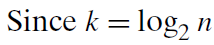 Since k = log₂ n